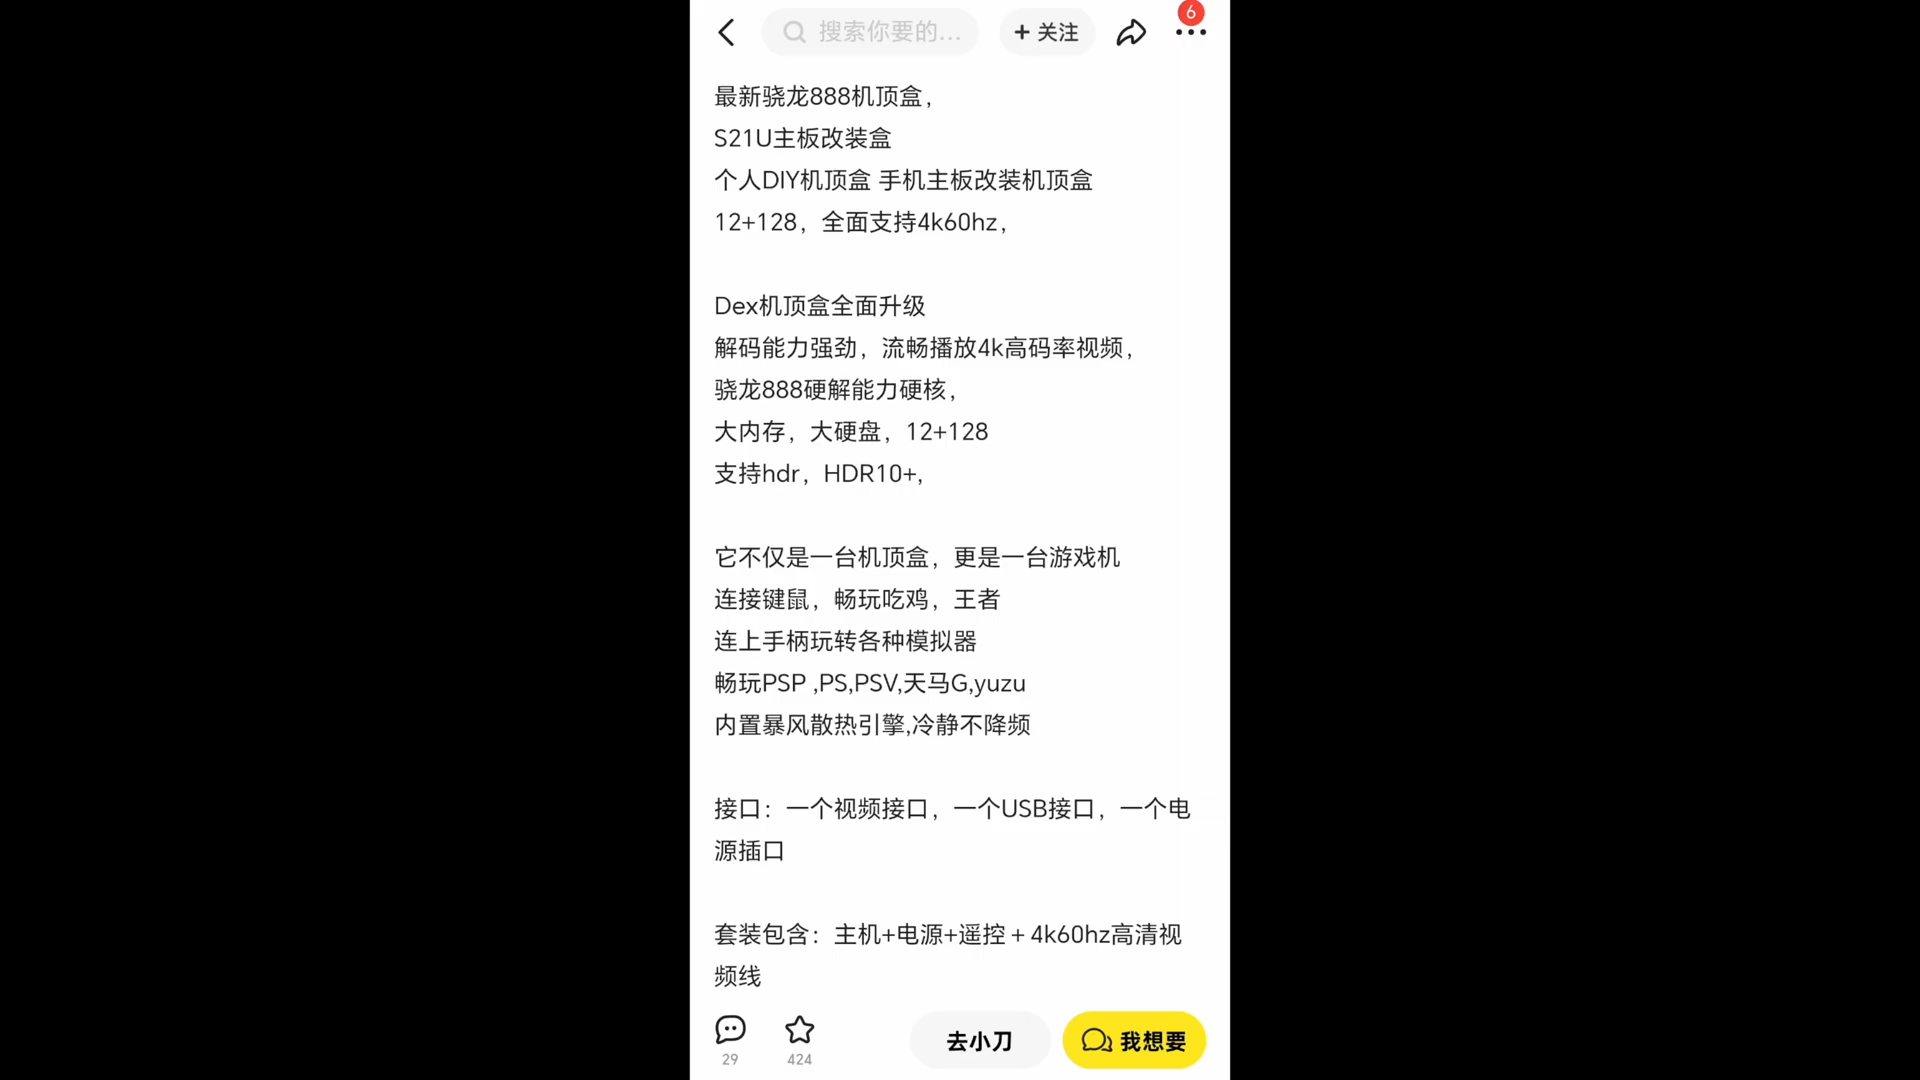 搜索你要的...
+ 关注
6
最新骁龙888机顶盒，
S21U主板改装盒
个人DIY机顶盒 手机主板改装机顶盒
12+128，全面支持4k60hz，
Dex机顶盒全面升级
解码能力强劲，流畅播放4k高码率视频，
骁龙888硬解能力硬核，
大内存，大硬盘，12+128
支持hdr，HDR10+，
它不仅是一台机顶盒，更是一台游戏机
连接键鼠，畅玩吃鸡，王者
连上手柄玩转各种模拟器
畅玩PSP ,PS,PSV,天马G,yuzu
内置暴风散热引擎,冷静不降频
接口：一个视频接口，一个USB接口，一个电
源插口
套装包含：主机+电源+遥控＋4k60hz高清视
频线
29
424
去小刀
我想要